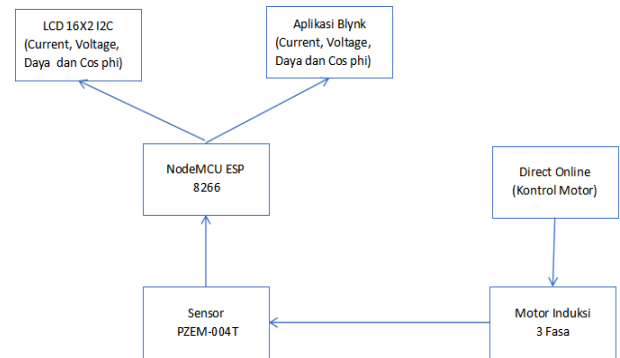 LCD 16X2 I2C
(Current, Voltage,
Daya dan Cos phi)
Aplikasi Blynk
(Current, Voltage,
Daya dan Cos phi)
NodeMCU ESP
8266
Direct Online
(Kontrol Motor)
Sensor
PZEM-004T
Motor Induksi
3 Fasa